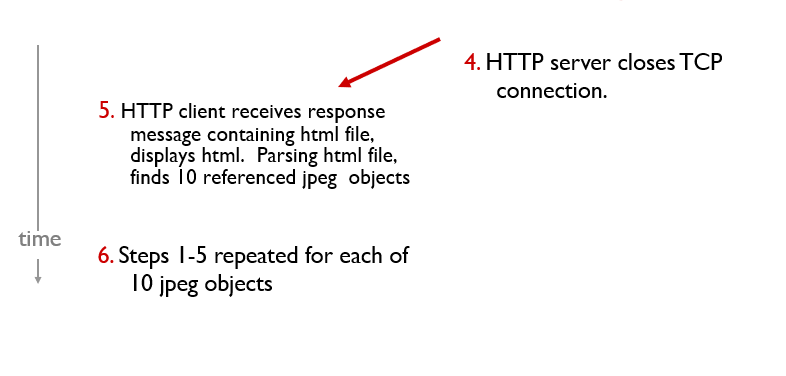 4. HTTP server closes TCP
connection.
5. HTTP client receives response
message containing html file,
displays html. Parsing html file,
finds 10 referenced jpeg objects
time
6. Steps 1-5 repeated for each of
10 jpeg objects